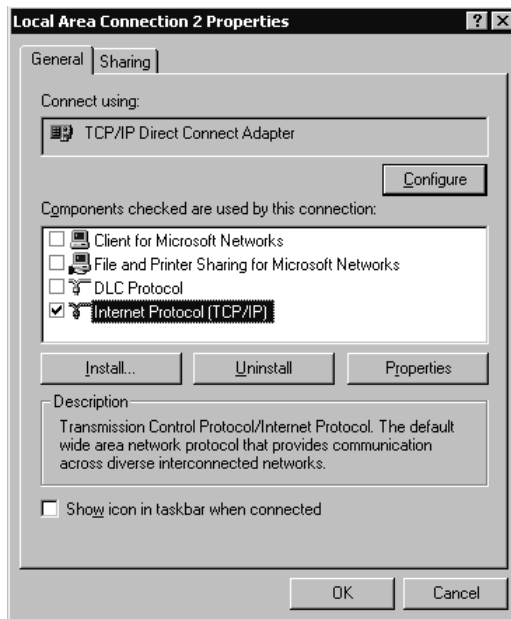 Local Area Connection 2 Properties
General
Sharing
Connect using:
TCP/IP Direct Connect Adapter
Configure
Components checked are used by this connection:
Client for Microsoft Networks
File and Printer Sharing for Microsoft Networks
DLC Protocol
Internet Protocol (TCP/IP)
Install...
Uninstall
Properties
Description
Transmission Control Protocol/Internet Protocol. The default
wide area network protocol that provides communication
across diverse interconnected networks.
Show icon in taskbar when connected
OK
Cancel